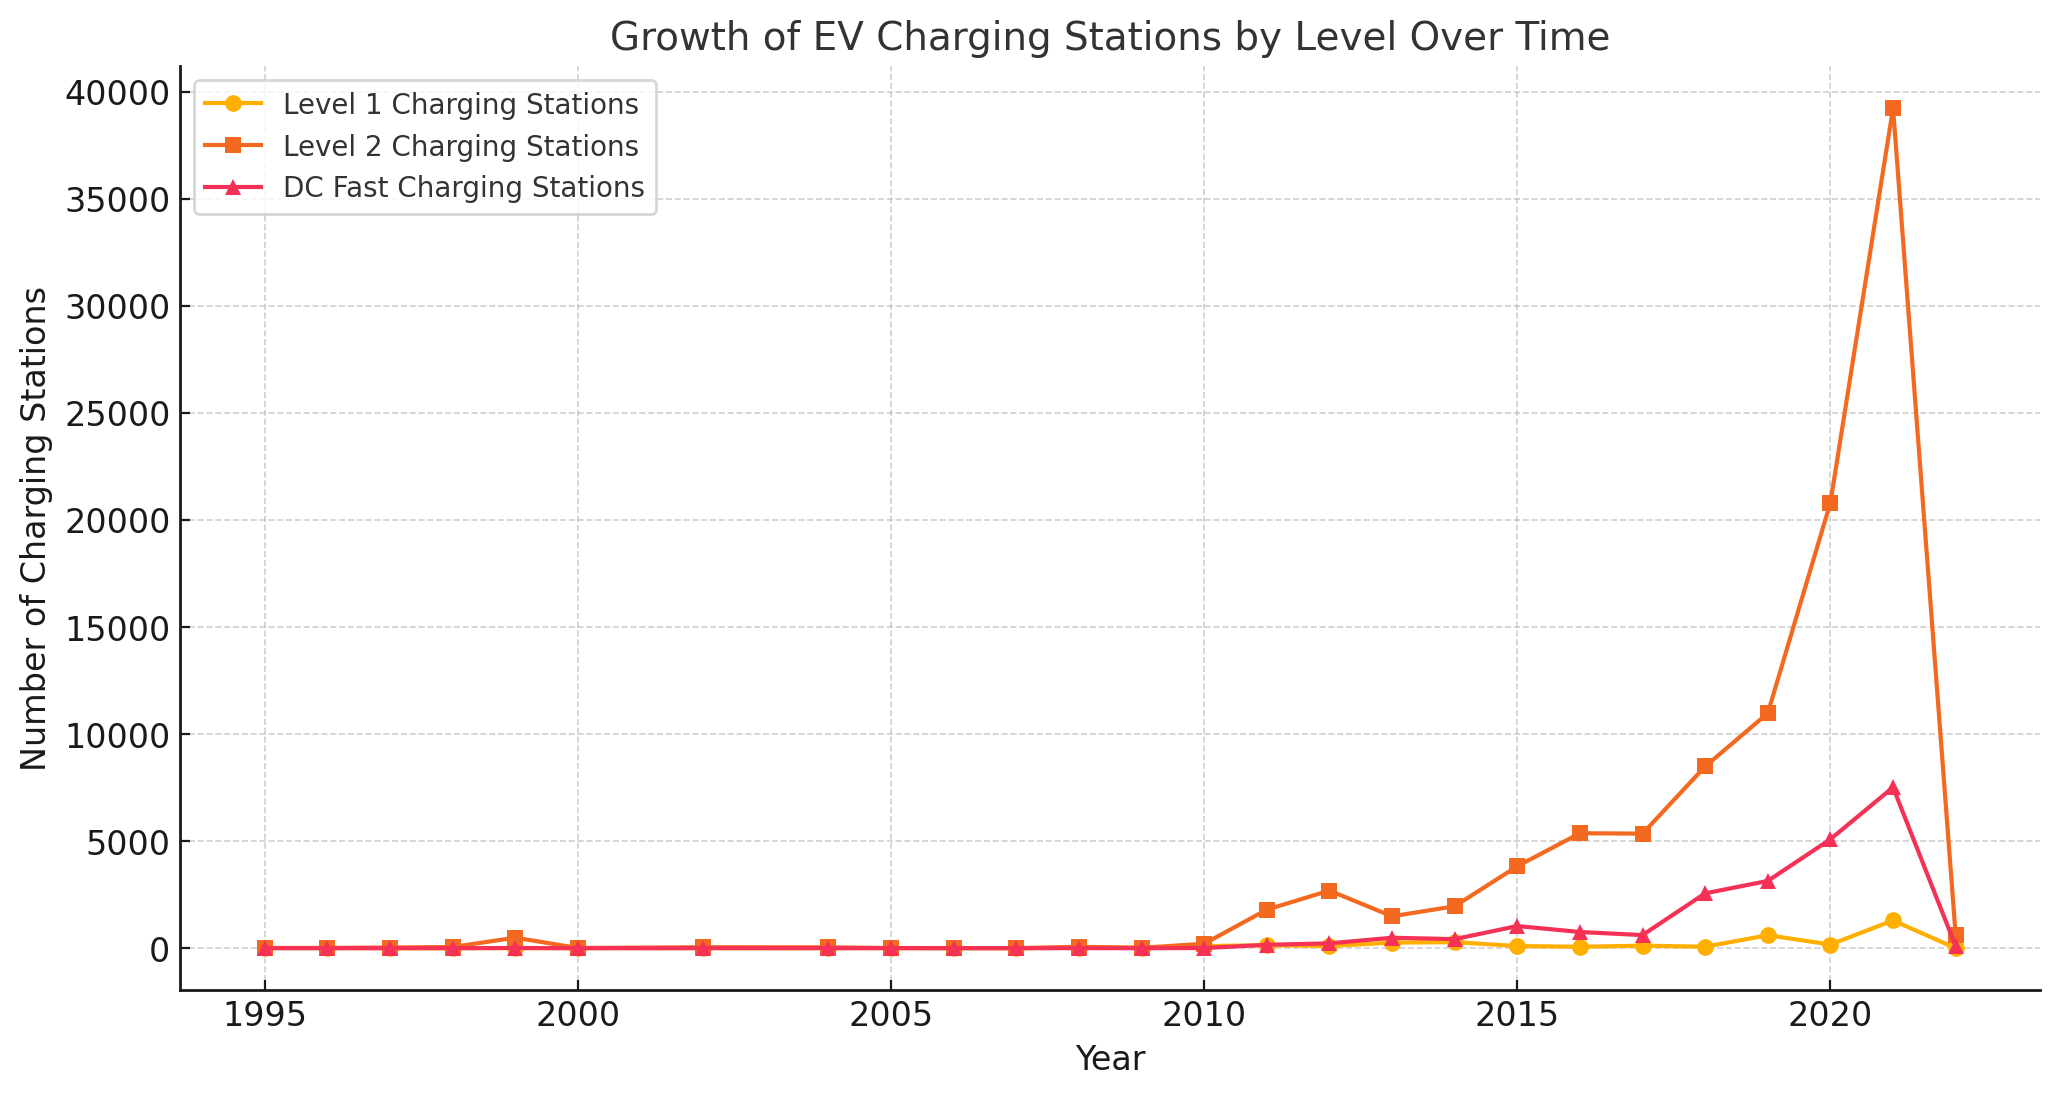 Growth of EV Charging Stations by Level Over Time
Level 1 Charging Stations
Level 2 Charging Stations
DC Fast Charging Stations
Number of Charging Stations
40000
35000
30000
25000
20000
15000
10000
5000
0
1995 2000 2005 2010 2015 2020
Year